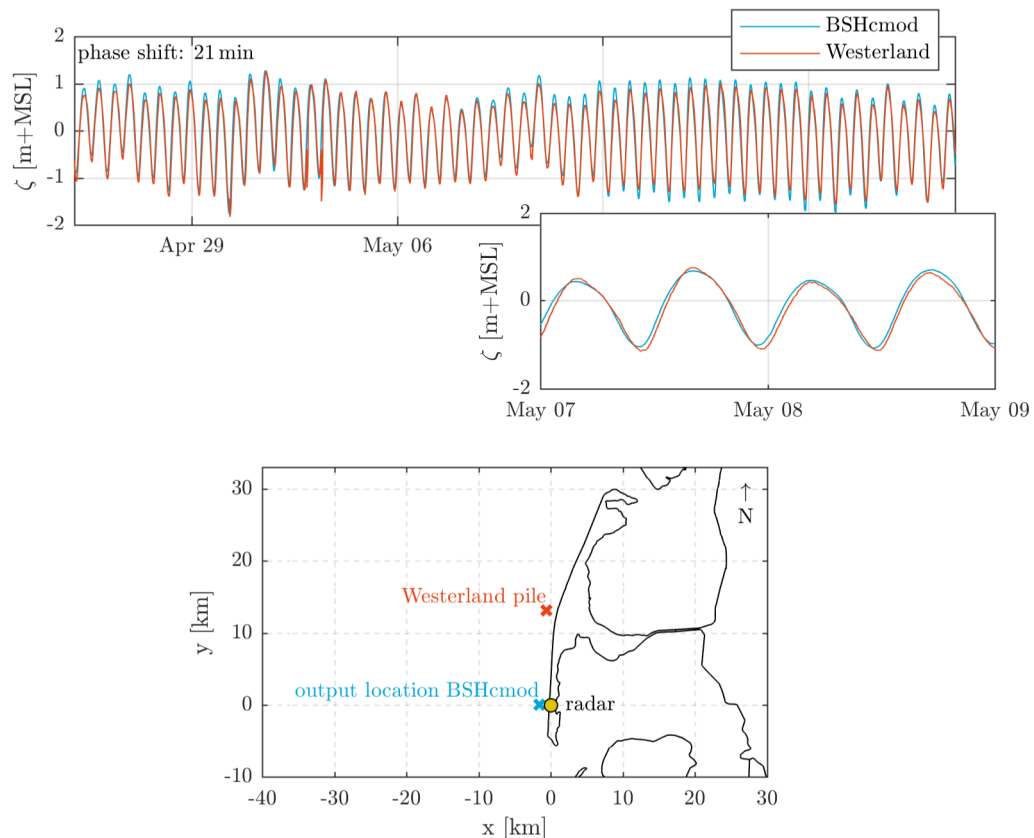 BSHcmod
Westerland
phase shift: 21 min
ζ [m+MSL]
2
1
0
-1
-2
Apr 29
May 06
ζ [m+MSL]
2
0
-2
May 07
May 08
May 09
y [km]
30
20
10
0
-10
↑
N
Westerland pile
output location BSHcmod
radar
-40
-30
-20
-10
0
10
20
30
x [km]